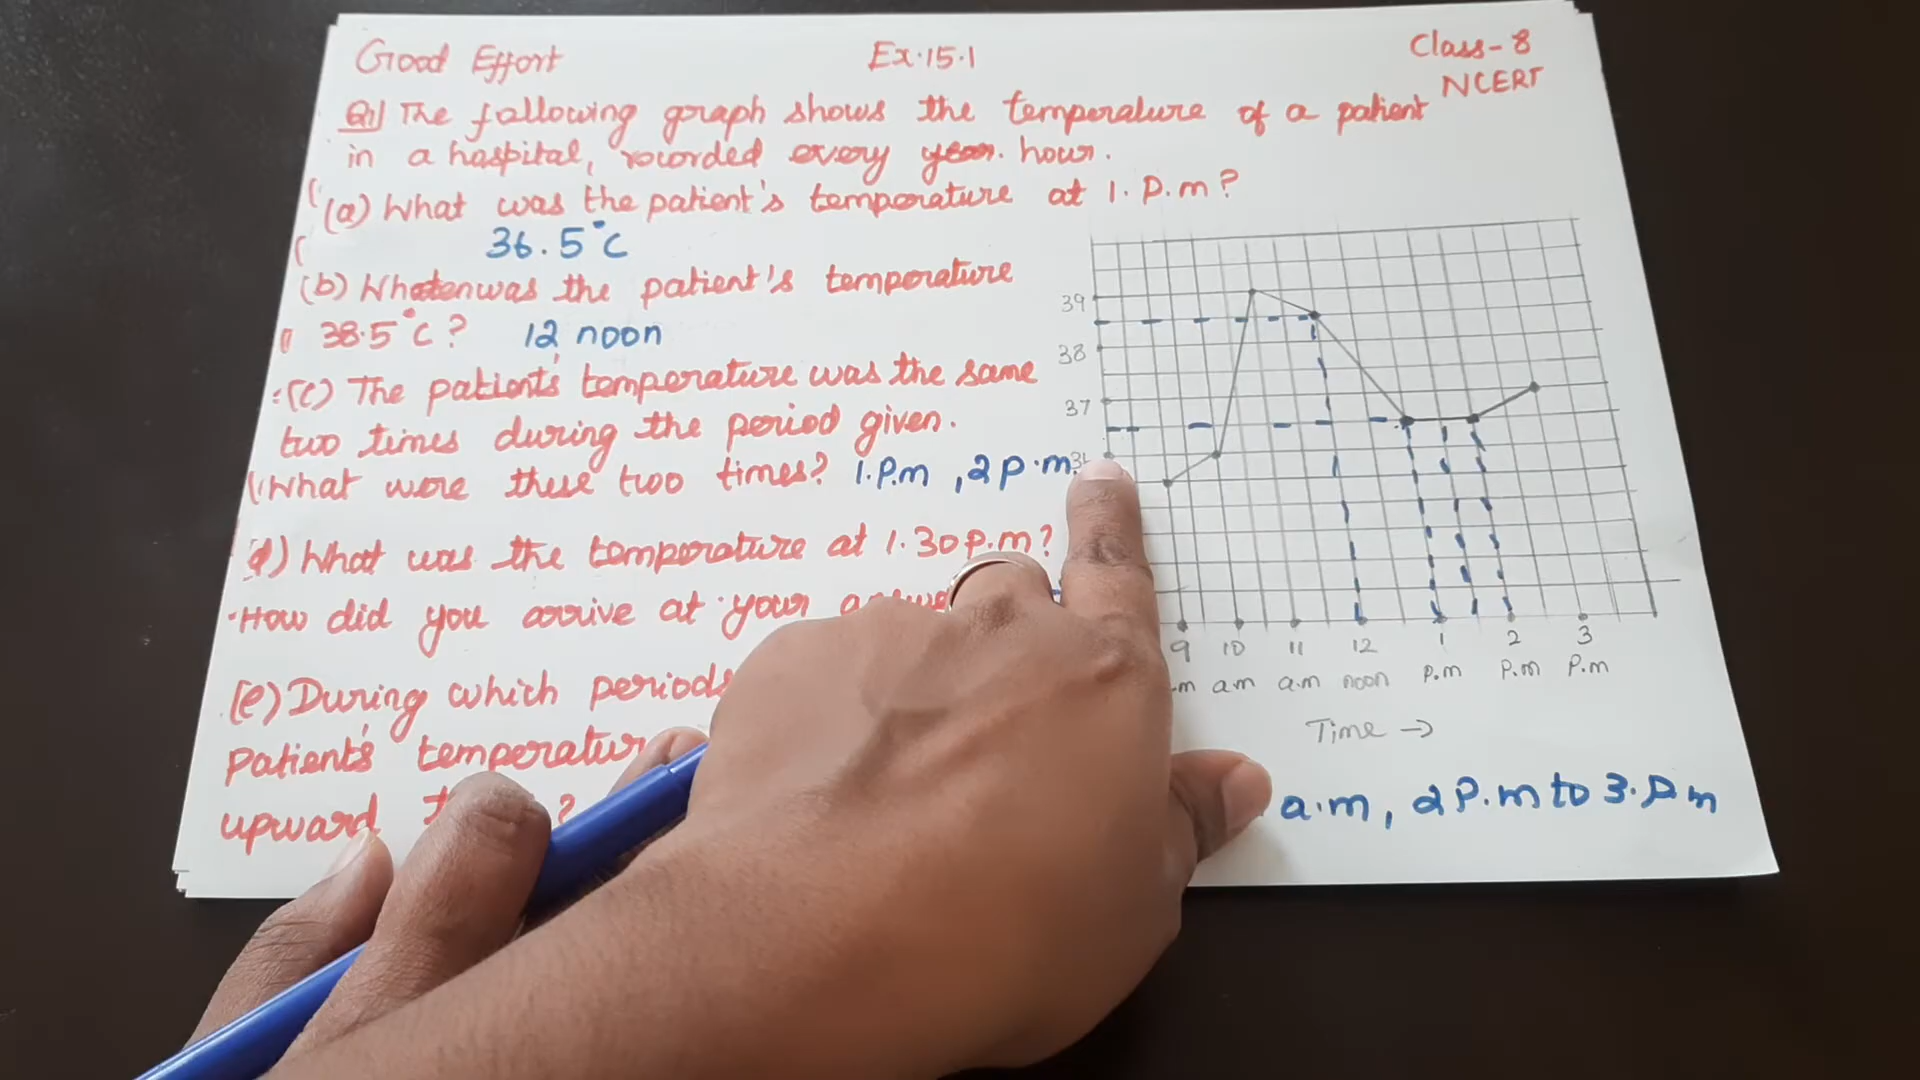 Good Effort Ex.15.1 Class-8
NCERT
Q1) The following graph shows the temperature of a patient
in a hospital, recorded every year. hour.
(a) What was the patient's temperature at 1. P.m?
36.5°C
(b) Whatenwas the patient's temperature
38.5°C? 12 noon
(c) The patient's temperature was the same
two times during the period given.
What were these two times? 1.P.m , 2 p.m.
(d) What was the temperature at 1.30 p.m?
How did you arrive at your
(e) During which periods
Patient's temperature
upward ?
a.m, 2 P.m to 3.P.m
39
38
37
9 10 11 12 1 2 3
am a.m noon p.m P.m P.m
Time →